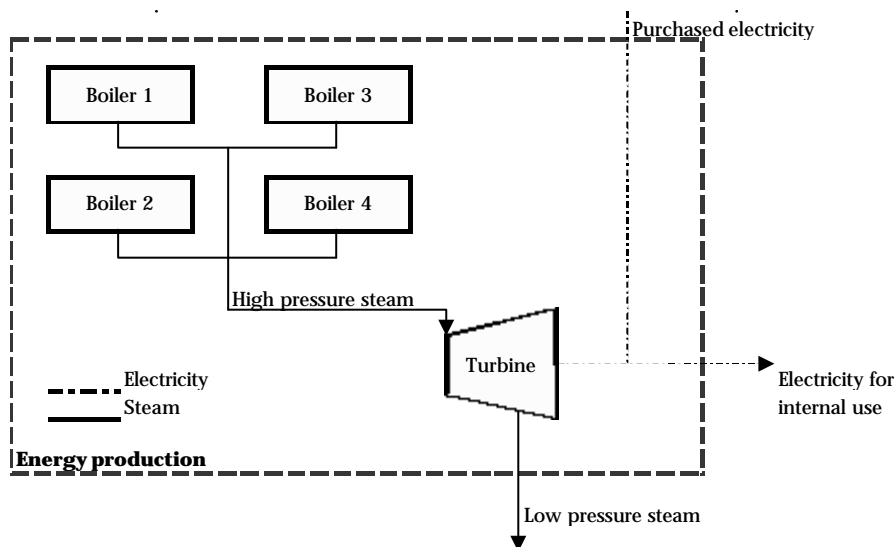 Purchased electricity
Boiler 1
Boiler 3
Boiler 2
Boiler 4
High pressure steam
Turbine
Electricity
Steam
Electricity for
internal use
Energy production
Low pressure steam